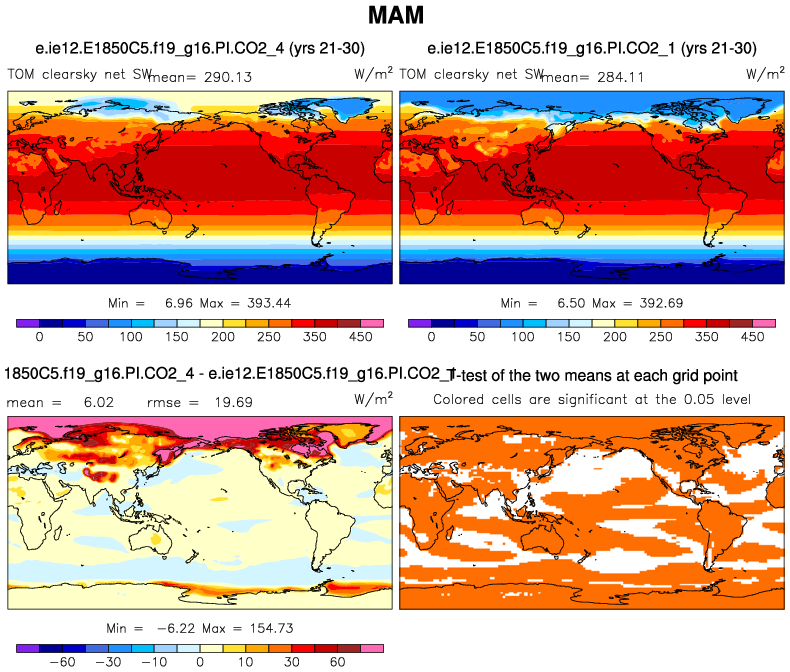 MAM
e.ie12.E1850C5.f19_g16.PI.CO2_4 (yrs 21-30)
TOM clearsky net SW mean= 290.13 W/m²
Min = 6.96 Max = 393.44
0 50 100 150 200 250 350 450
e.ie12.E1850C5.f19_g16.PI.CO2_1 (yrs 21-30)
TOM clearsky net SW mean= 284.11 W/m²
Min = 6.50 Max = 392.69
0 50 100 150 200 250 350 450
1850C5.f19_g16.PI.CO2_4 - e.ie12.E1850C5.f19_g16.PI.CO2_1
mean = 6.02 rmse = 19.69 W/m²
Min = -6.22 Max = 154.73
-60 -30 -10 0 10 30 60
T-test of the two means at each grid point
Colored cells are significant at the 0.05 level